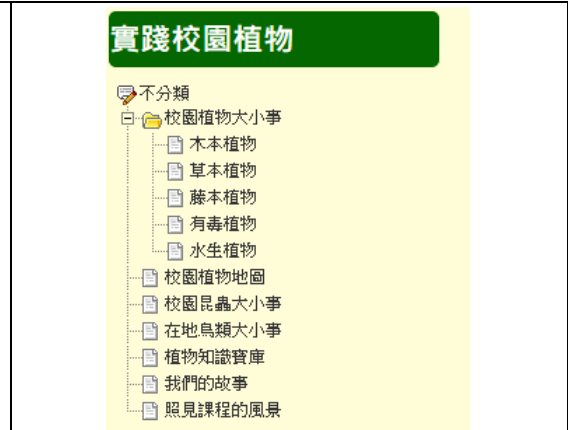 實踐校園植物
不分類
校園植物大小事
木本植物
草本植物
藤本植物
有毒植物
水生植物
校園植物地圖
校園昆蟲大小事
在地鳥類大小事
植物知識寶庫
我們的故事
照見課程的風景